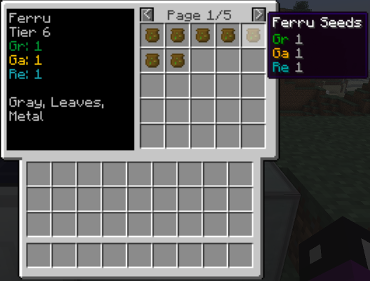 Ferru
Tier 6
Gr: 1
Ga: 1
Re: 1
Gray, Leaves,
Metal
< Page 1/5 >
Ferru Seeds
Gr 1
Ga 1
Re 1